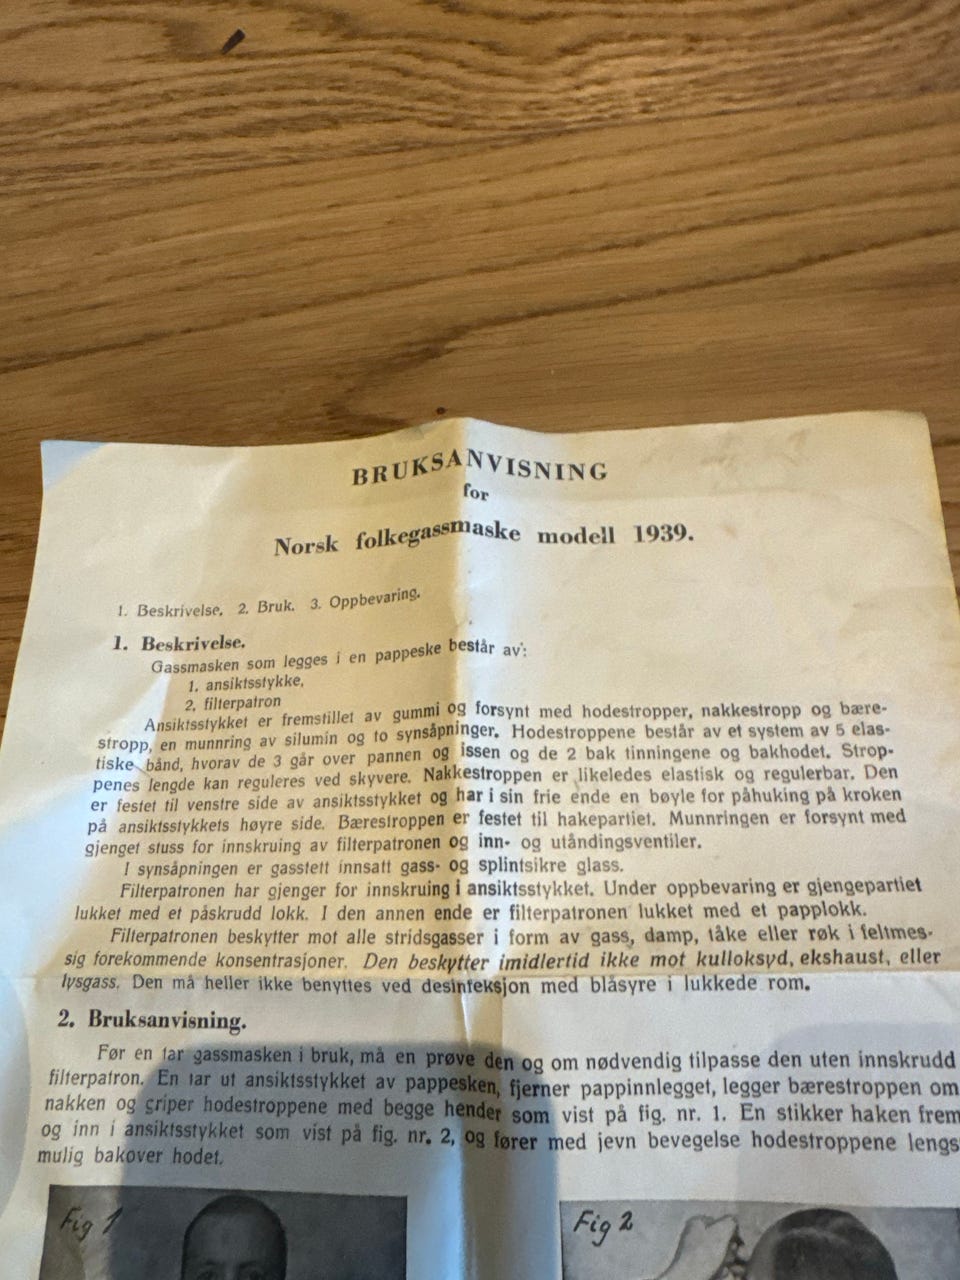 BRUKSANVISNING
for
Norsk folkegassmaske modell 1939.
1. Beskrivelse. 2. Bruk. 3. Oppbevaring.
1. Beskrivelse.
Gassmasken som legges i en pappeske består av:
1. ansiktsstykke,
2. filterpatron
Ansiktsstykket er fremstillet av gummi og forsynt med hodestropper, nakkestropp og bære-
stropp, en munnring av silumin og to synsåpninger. Hodestroppene består av et system av 5 elas-
tiske bånd, hvorav de 3 går over pannen og issen og de 2 bak tinningene og bakhodet. Strop-
penes lengde kan reguleres ved skyvere. Nakkestroppen er likeledes elastisk og regulerbar. Den
er festet til venstre side av ansiktsstykket og har i sin frie ende en bøyle for påhuking på kroken
på ansiktsstykkets høyre side. Bærestroppen er festet til hakepartiet. Munnringen er forsynt med
gjenget stuss for innskruing av filterpatronen og inn- og utåndingsventiler.
I synsåpningen er gasstett innsatt gass- og splintsikre glass.
Filterpatronen har gjenger for innskruing i ansiktsstykket. Under oppbevaring er gjengepartiet
lukket med et påskrudd lokk. I den annen ende er filterpatronen lukket med et papplokk.
Filterpatronen beskytter mot alle stridsgasser i form av gass, damp, tåke eller røk i feltmes-
sig forekommende konsentrasjoner. Den beskytter imidlertid ikke mot kulloksyd, ekshaust, eller
lysgass. Den må heller ikke benyttes ved desinfeksjon med blåsyre i lukkede rom.
2. Bruksanvisning.
Før en tar gassmasken i bruk, må en prøve den og om nødvendig tilpasse den uten innskrudd
filterpatron. En tar ut ansiktsstykket av pappesken, fjerner pappinnlegget, legger bærestroppen om
nakken og griper hodestroppene med begge hender som vist på fig. nr. 1. En stikker haken frem
og inn i ansiktsstykket som vist på fig. nr. 2, og fører med jevn bevegelse hodestroppene lengs
mulig bakover hodet.
Fig 1
Fig 2